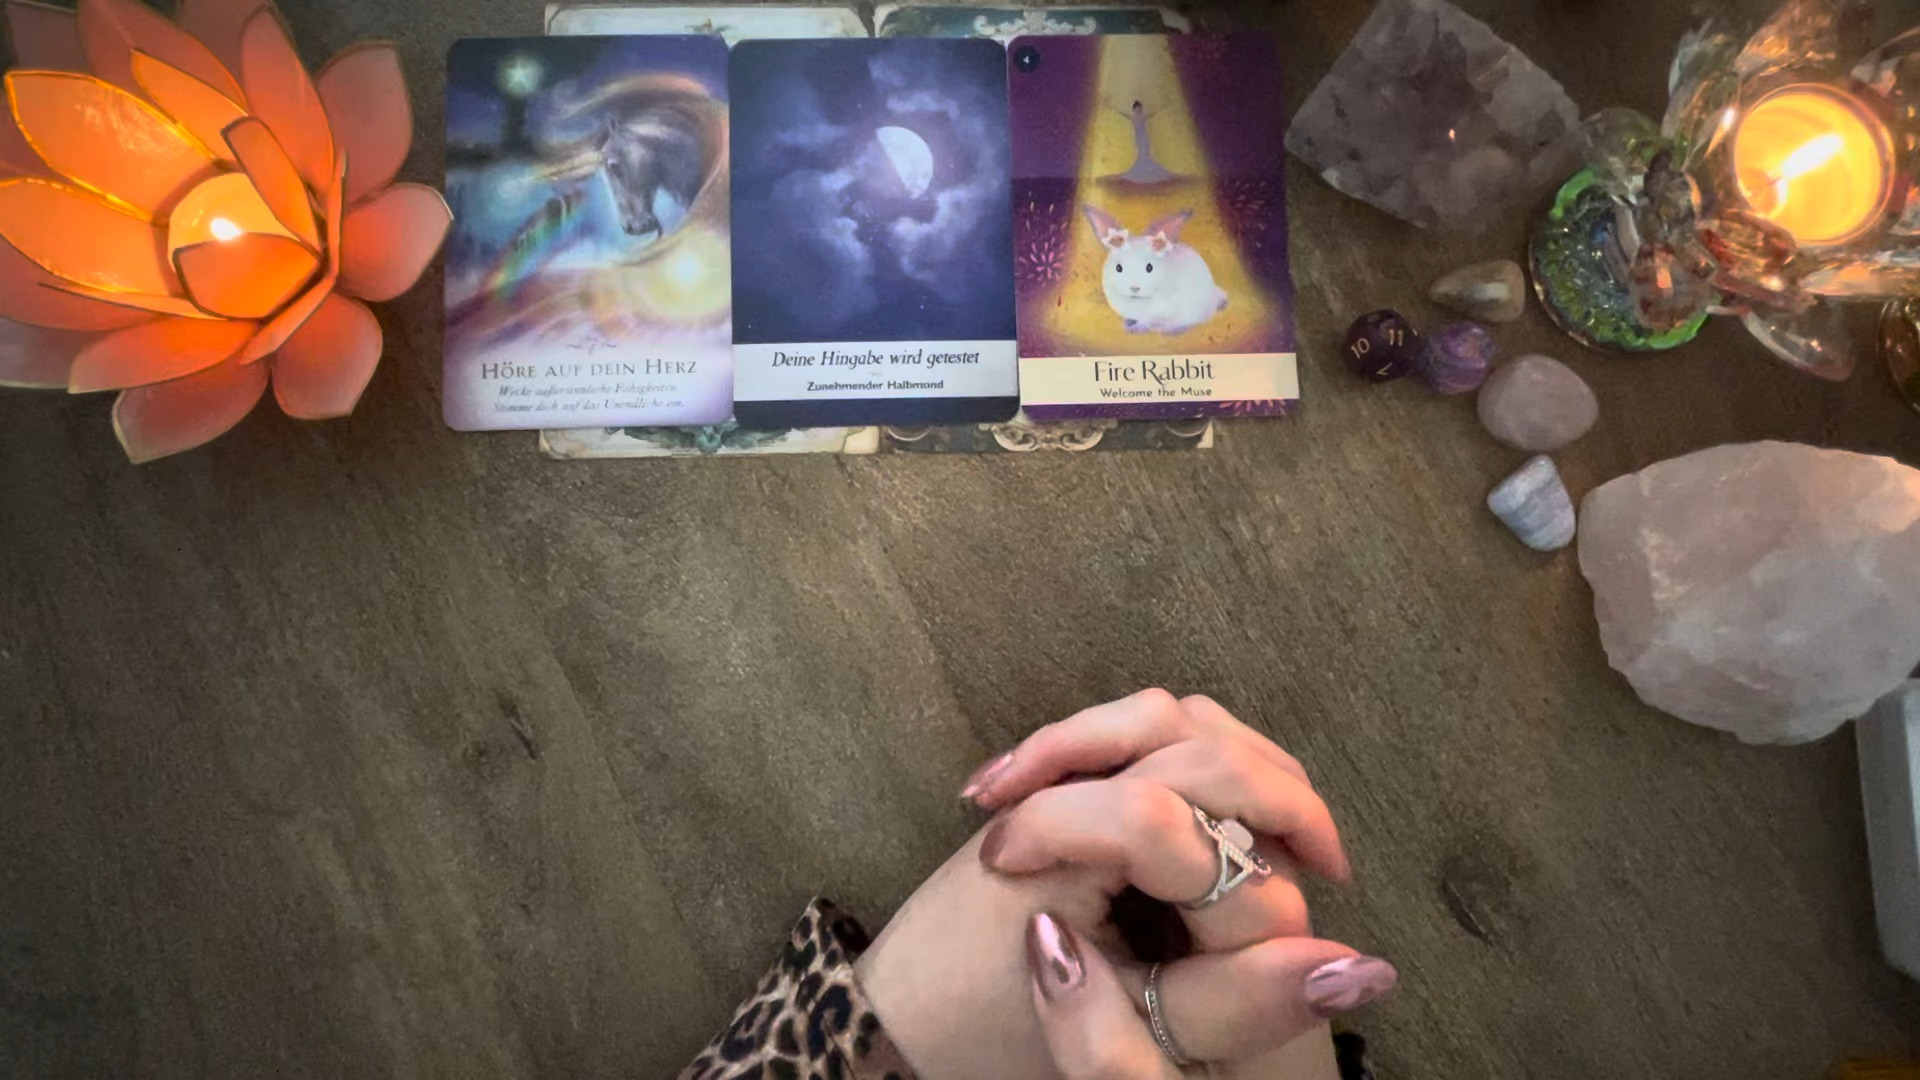 HÖRE AUF DEIN HERZ
Wecke außersinnliche Fähigkeiten.
Stimme dich auf das Unendliche ein.
Deine Hingabe wird getestet
Zunehmender Halbmond
4
Fire Rabbit
Welcome the Muse
10 11
7